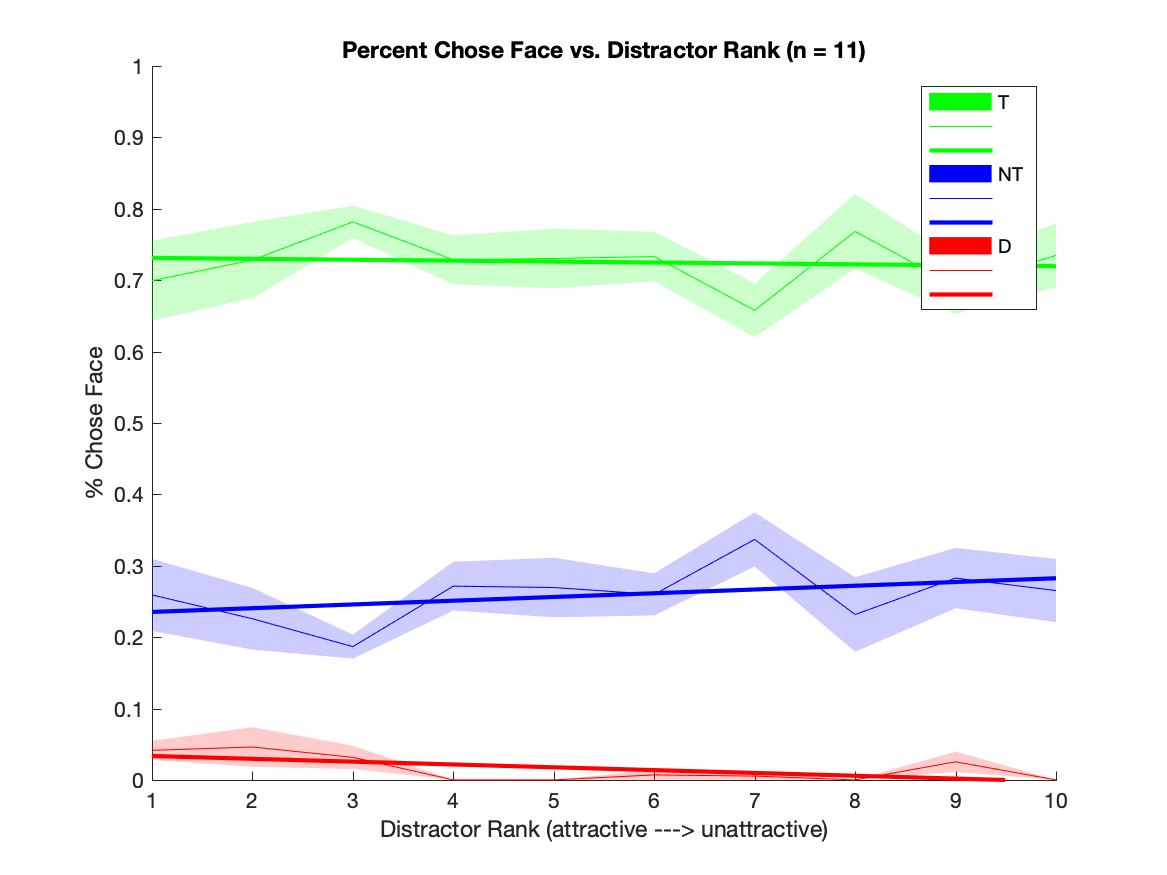 Percent Chose Face vs. Distractor Rank (n = 11)
1
0.9
0.8
0.7
0.6
0.5
0.4
0.3
0.2
0.1
0
% Chose Face
T
NT
D
1 2 3 4 5 6 7 8 9 10
Distractor Rank (attractive ---> unattractive)